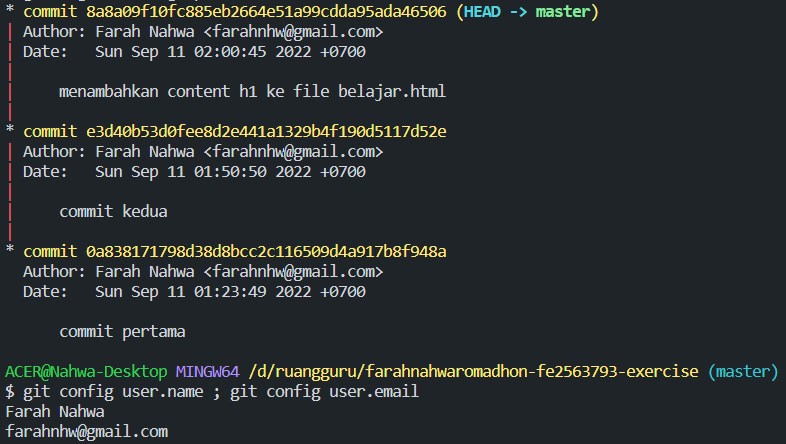 * commit 8a8a09f10fc885eb2664e51a99cdda95ada46506 (HEAD -> master)
| Author: Farah Nahwa <farahnhw@gmail.com>
| Date:   Sun Sep 11 02:00:45 2022 +0700
|
|     menambahkan content h1 ke file belajar.html
|
* commit e3d40b53d0fee8d2e441a1329b4f190d5117d52e
| Author: Farah Nahwa <farahnhw@gmail.com>
| Date:   Sun Sep 11 01:50:50 2022 +0700
|
|     commit kedua
|
* commit 0a838171798d38d8bcc2c116509d4a917b8f948a
  Author: Farah Nahwa <farahnhw@gmail.com>
  Date:   Sun Sep 11 01:23:49 2022 +0700

      commit pertama

ACER@Nahwa-Desktop MINGW64 /d/ruangguru/farahnahwaromadhon-fe2563793-exercise (master)
$ git config user.name ; git config user.email
Farah Nahwa
farahnhw@gmail.com